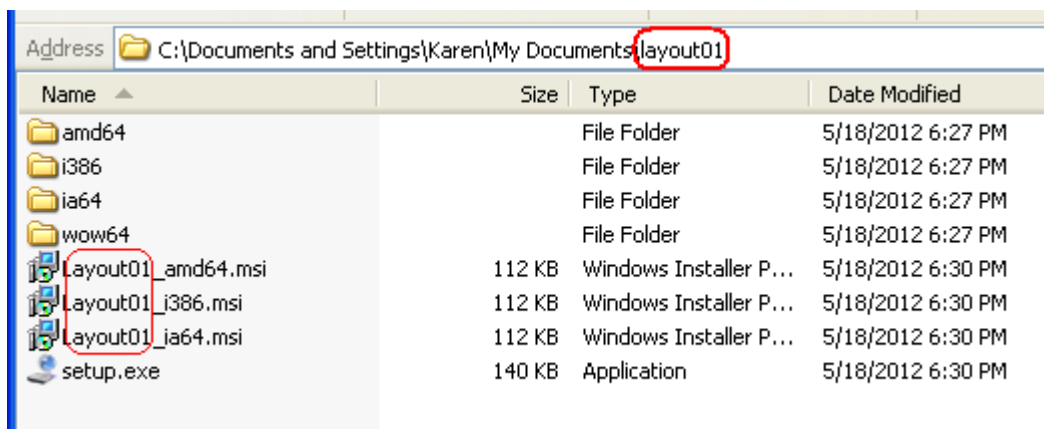 Address C:\Documents and Settings\Karen\My Documents\layout01
Name Size Type Date Modified
amd64 File Folder 5/18/2012 6:27 PM
i386 File Folder 5/18/2012 6:27 PM
ia64 File Folder 5/18/2012 6:27 PM
wow64 File Folder 5/18/2012 6:27 PM
Layout01_amd64.msi 112 KB Windows Installer P... 5/18/2012 6:30 PM
Layout01_i386.msi 112 KB Windows Installer P... 5/18/2012 6:30 PM
Layout01_ia64.msi 112 KB Windows Installer P... 5/18/2012 6:30 PM
setup.exe 140 KB Application 5/18/2012 6:30 PM